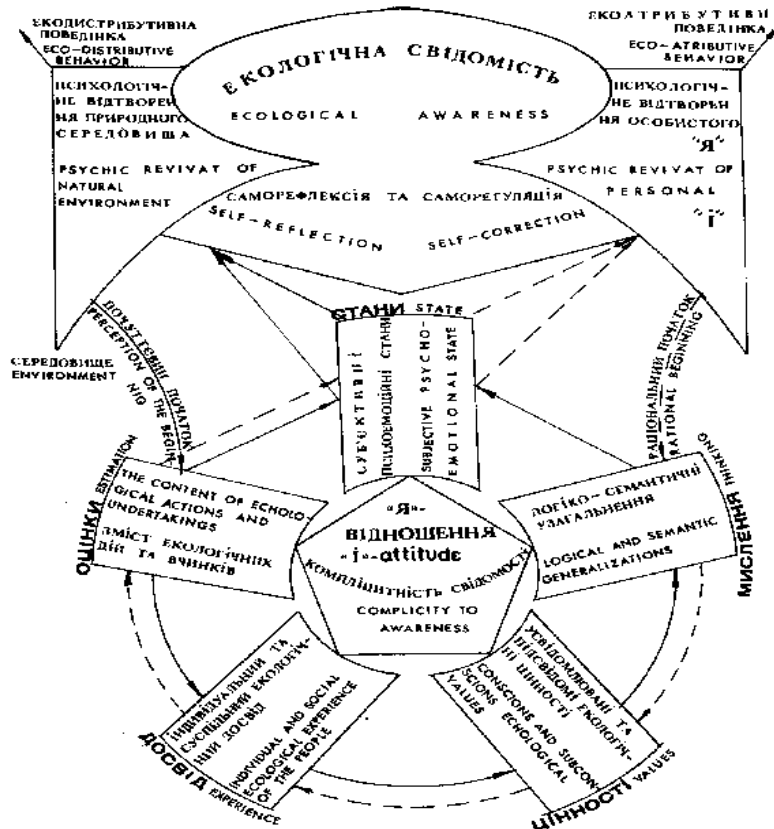 ЕКОДИСТРИБУТИВНА
ПОВЕДІНКА
ECO-DISTRIBUTIVE
BEHAVIOR
ЕКОАТРИБУТИВИ
ПОВЕДІНКА
ECO-ATRIBUTIVE
BEHAVIOR
ЕКОЛОГІЧНА СВІДОМІСТЬ
ECOLOGICAL AWARENESS
ПСИХОЛОГІЧ-
НЕ ВІДТВОРЕН
НЯ ПРИРОДНОГО
СЕРЕДОВИЩА
PSYCHIC REVIVAT OF
NATURAL
ENVIRONMENT
ПСИХОЛОГІЧ-
НЕ ВІДТВОРЕН
НЯ ОСОБИСТОГО
"Я"
PSYCHIC REVIVAT OF
PERSONAL
"i"
САМОРЕФЛЕКСІЯ ТА САМОРЕГУЛЯЦІЯ
SELF-REFLECTION SELF-CORRECTION
СЕРЕДОВИЩЕ
ENVIRONMENT
ПОЧУТТЄВИЙ ПОЧАТОК
PERCEPTION OF THE BEGIN
NIG
РАЦІОНАЛЬНИЙ ПОЧАТОК
RATIONAL BEGINNING
СТАНИ STATE
СУБ'ЄКТИВНІ
ПСИХОЕМОЦІЙНІ СТАНИ
SUBJECTIVE PSYCHO-
EMOTIONAL STATE
ОЦІНКИ ESTIMATION
THE CONTENT OF ECHOLO-
GICAL ACTIONS AND
UNDERTAKINGS
ЗМІСТ ЕКОЛОГІЧНИХ
ДІЙ ТА ВЧИНКІВ
"Я"-
ВІДНОШЕННЯ
"i"-attitude
КОМПЛІЦИТНІСТЬ СВІДОМОСТІ
COMPLICITY TO
AWARENESS
МИСЛЕННЯ HINKING
ЛОГІКО-СЕМАНТИЧНІ
УЗАГАЛЬНЕННЯ
LOGICAL AND SEMANTIC
GENERALIZATIONS
ІНДИВІДУАЛЬНИЙ ТА
СУСПІЛЬНИЙ ЕКОЛОГІЧ-
НИЙ ДОСВІД
INDIVIDUAL AND SOCIAL
ECOLOGICAL EXPERIENCE
OF THE PEOPLE
ДОСВІД EXPERIENCE
УСВІДОМЛЮВАНІ ТА
ПІДСВІДОМІ ЕКОЛОГІЧ-
НІ ЦІННОСТІ
CONSCIONS AND SUBCON-
SCIONS ECHOLOGICAL
VALUES
ЦІННОСТІ VALUES